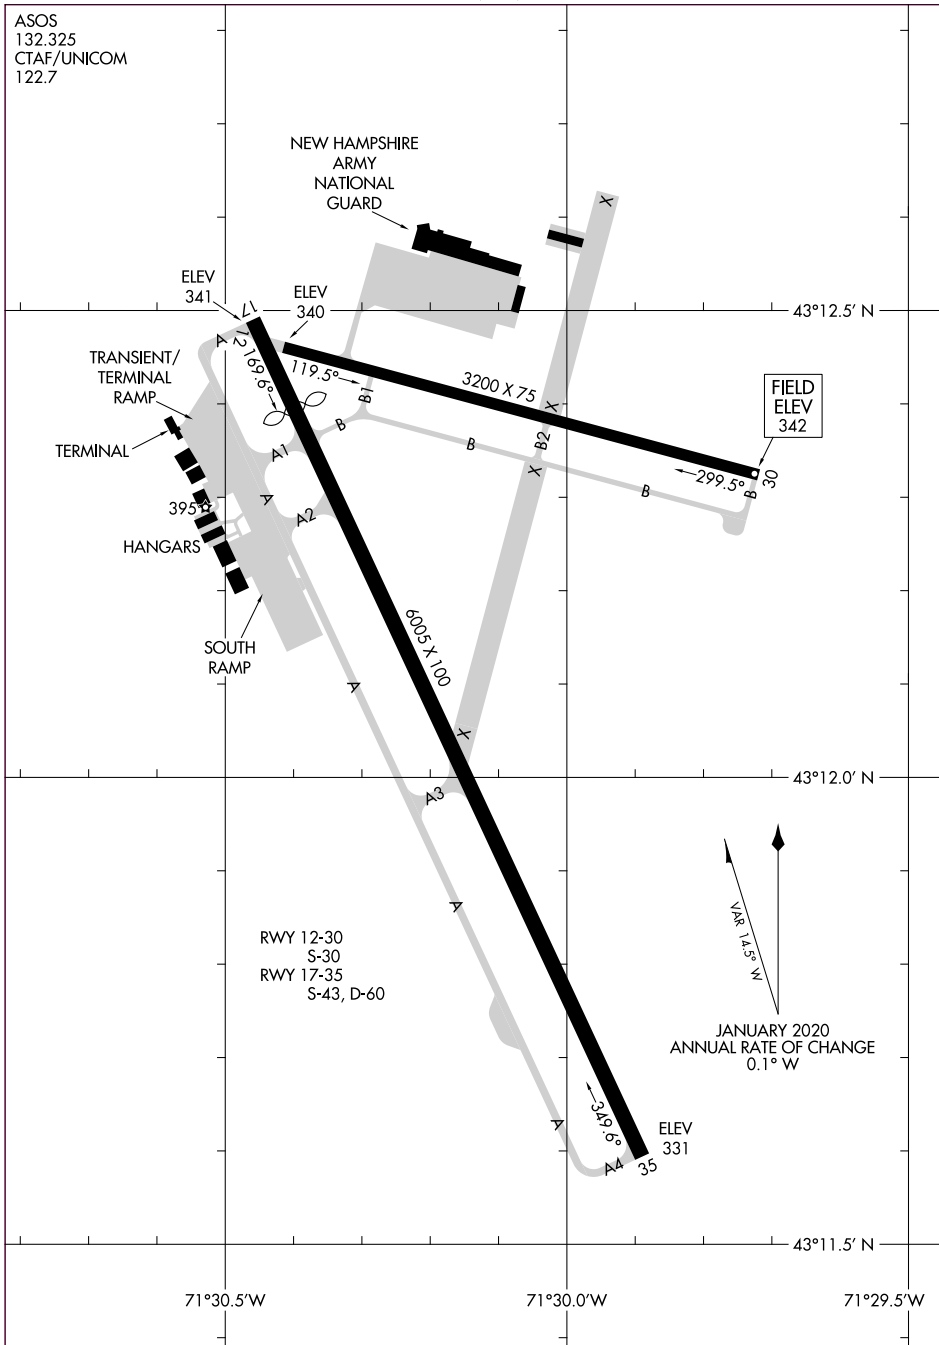 ASOS
132.325
CTAF/UNICOM
122.7
NEW HAMPSHIRE
ARMY
NATIONAL
GUARD
X
ELEV
341
17
ELEV
340
43°12.5' N
A
12
169.6°
119.5°
3200 X 75
TRANSIENT/
TERMINAL
RAMP
FIELD
ELEV
342
B1
X
B
B2
B
TERMINAL
A1
X
299.5°
30
B
B
A
395
A2
HANGARS
6005 X 100
SOUTH
RAMP
A
X
43°12.0' N
A3
A
VAR 14.5° W
RWY 12-30
S-30
RWY 17-35
S-43, D-60
JANUARY 2020
ANNUAL RATE OF CHANGE
0.1° W
349.6°
A
ELEV
331
A4
35
43°11.5' N
71°30.5'W
71°30.0'W
71°29.5'W